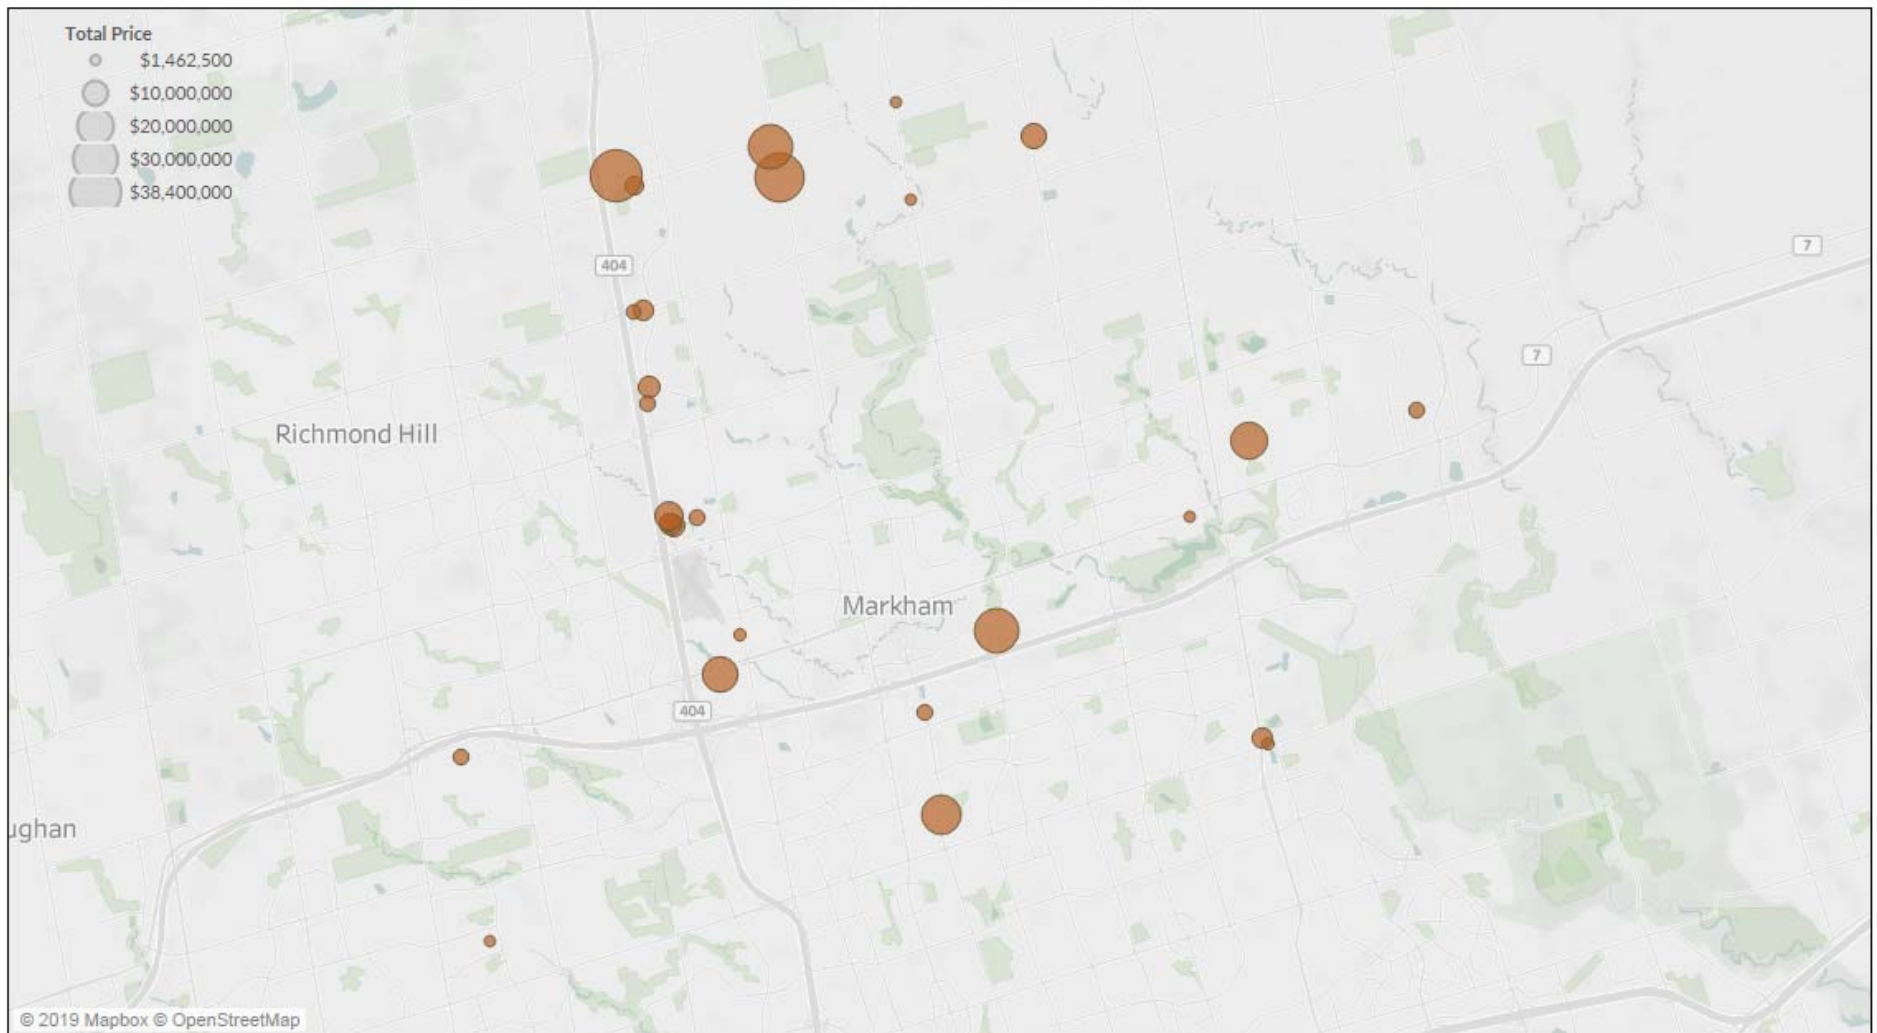 Total Price
$1,462,500
$10,000,000
$20,000,000
$30,000,000
$38,400,000
7
404
7
Richmond Hill
Markham
404
ughan
© 2019 Mapbox © OpenStreetMap